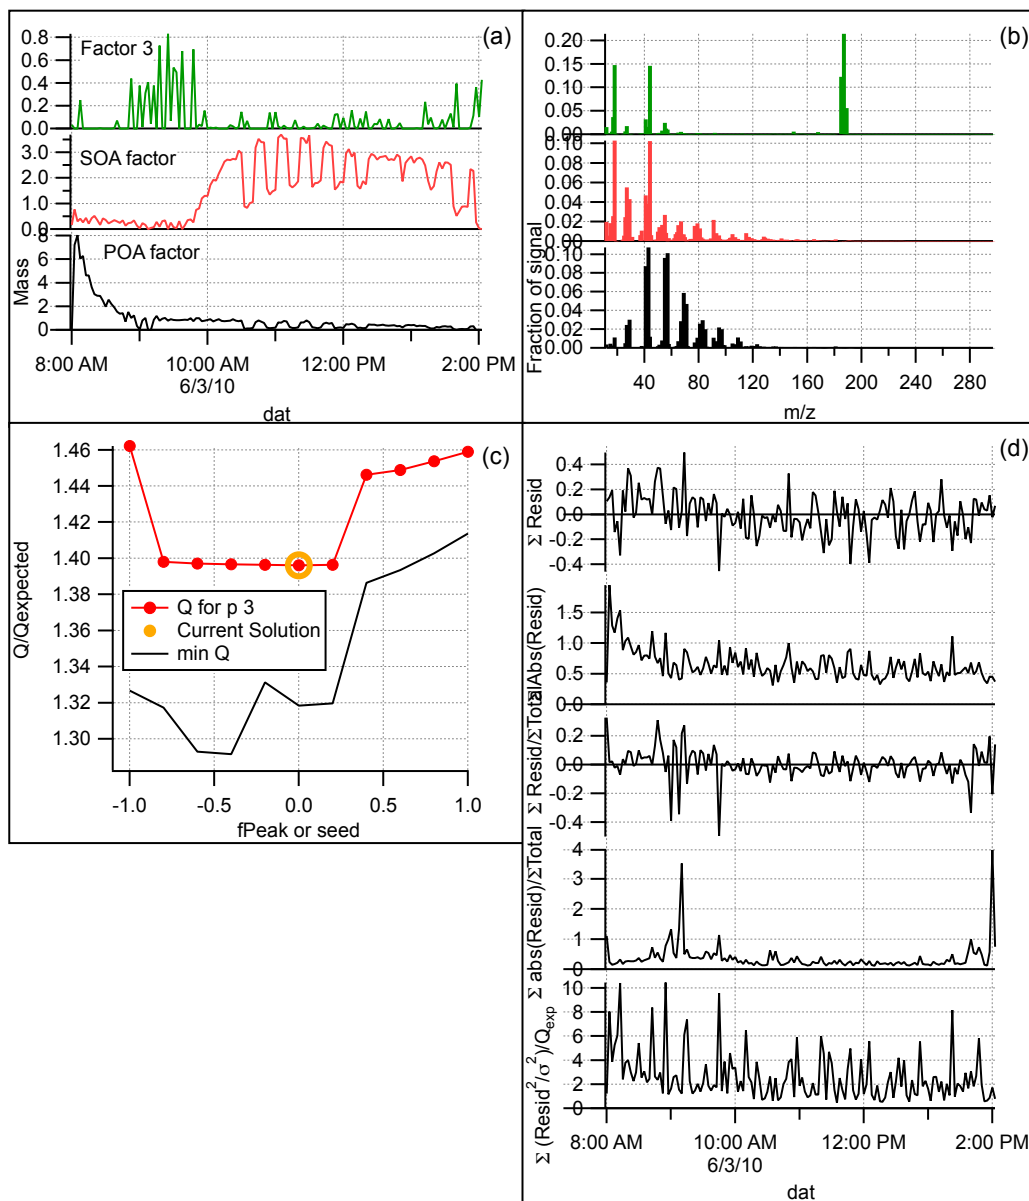 (a)
Factor 3
0.8
0.6
0.4
0.2
0.0
SOA factor
3.0
2.0
1.0
0.0
POA factor
8
6
4
2
0
Mass
8:00 AM 10:00 AM 12:00 PM 2:00 PM
6/3/10
dat
(b)
0.20
0.15
0.10
0.05
0.00
0.10
0.08
0.06
0.04
0.02
0.00
0.10
0.08
0.06
0.04
0.02
0.00
Fraction of signal
40 80 120 160 200 240 280
m/z
(c)
1.46
1.44
1.42
1.40
1.38
1.36
1.34
1.32
1.30
Q/Qexpected
Q for p 3
Current Solution
min Q
-1.0 -0.5 0.0 0.5 1.0
fPeak or seed
(d)
0.4
0.2
0.0
-0.2
-0.4
Σ Resid
1.5
1.0
0.5
0.0
Σ Abs(Resid)
0.2
0.0
-0.2
-0.4
Σ Resid/ΣTotal
4
3
2
1
0
Σ abs(Resid)/ΣTotal
10
8
6
4
2
0
Σ (Resid²/σ²)/Qexp
8:00 AM 10:00 AM 12:00 PM 2:00 PM
6/3/10
dat